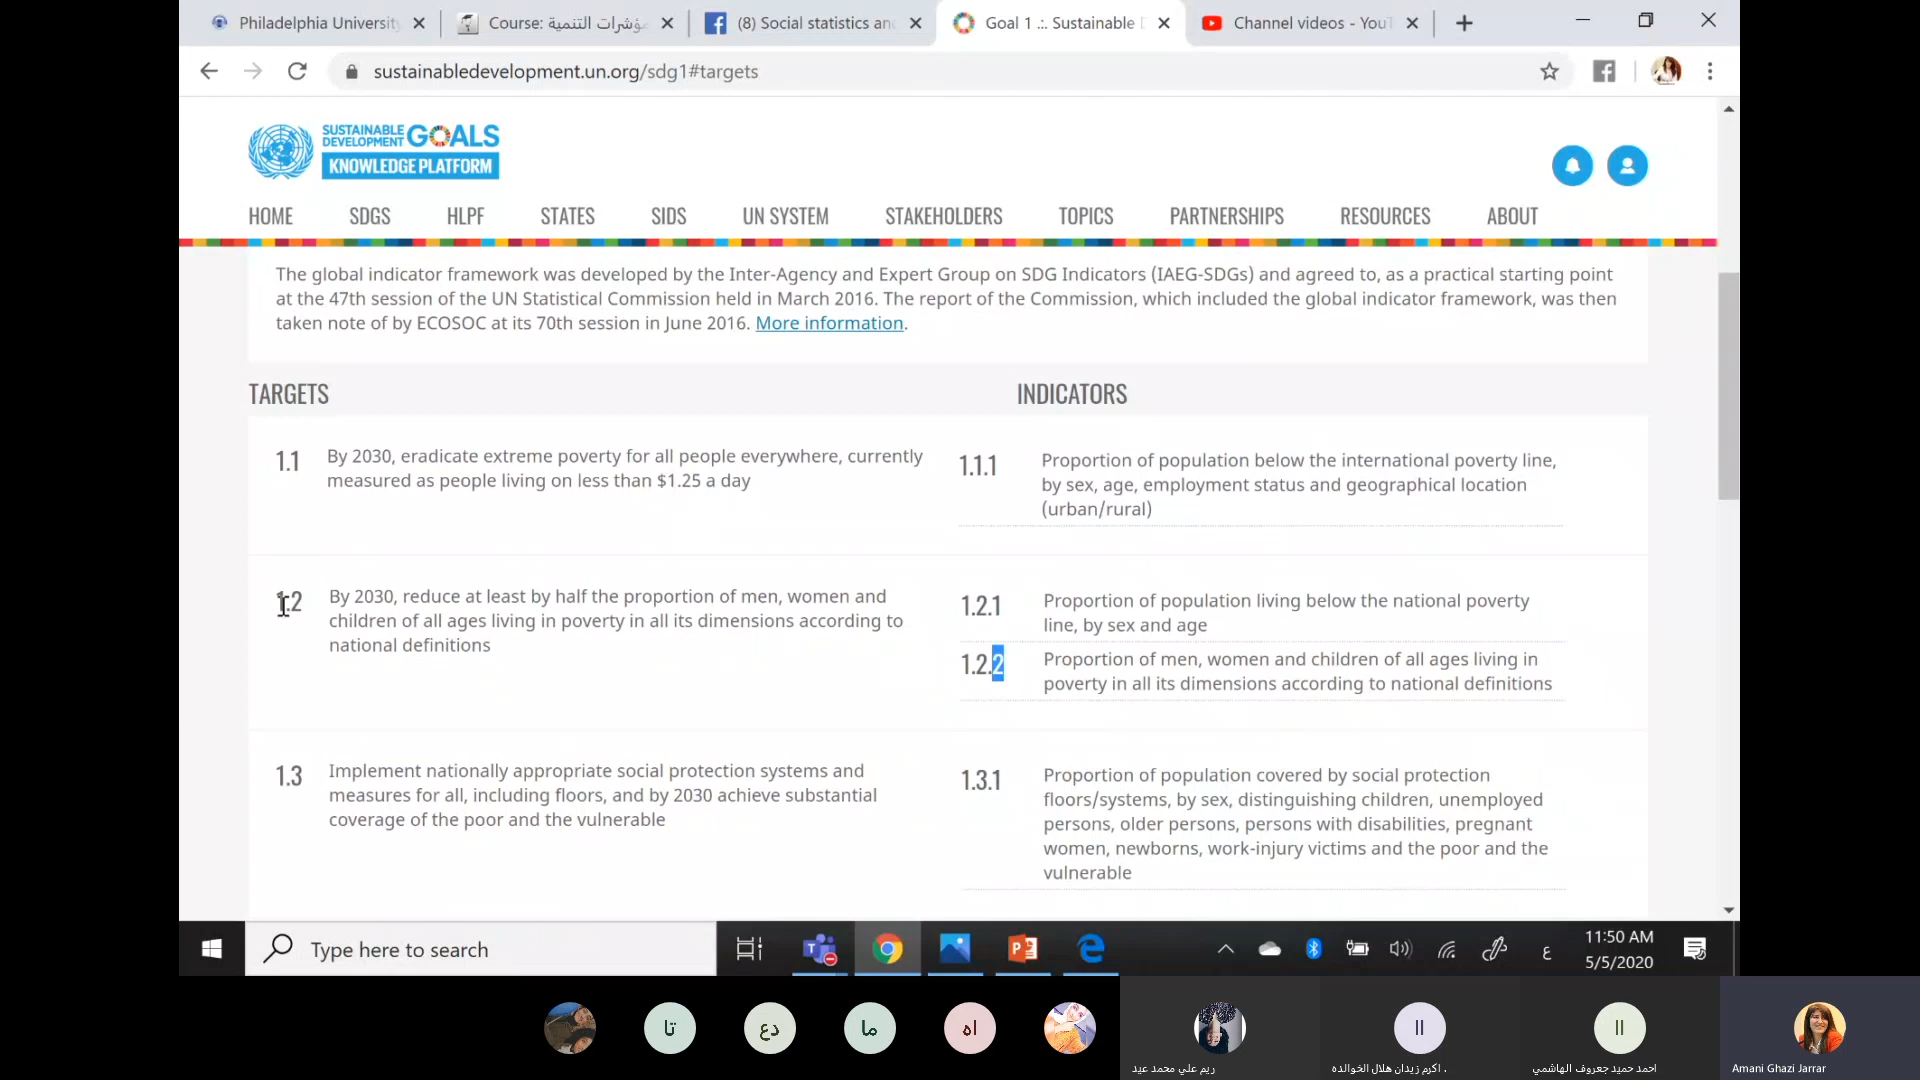 Philadelphia University
Course: مؤشرات التنمية
(8) Social statistics an
Goal 1 .:. Sustainable D
Channel videos - YouT
sustainabledevelopment.un.org/sdg1#targets
SUSTAINABLE
DEVELOPMENT GOALS
KNOWLEDGE PLATFORM
HOME SDGS HLPF STATES SIDS UN SYSTEM STAKEHOLDERS TOPICS PARTNERSHIPS RESOURCES ABOUT
The global indicator framework was developed by the Inter-Agency and Expert Group on SDG Indicators (IAEG-SDGs) and agreed to, as a practical starting point
at the 47th session of the UN Statistical Commission held in March 2016. The report of the Commission, which included the global indicator framework, was then
taken note of by ECOSOC at its 70th session in June 2016. More information.
TARGETS
INDICATORS
1.1
By 2030, eradicate extreme poverty for all people everywhere, currently
measured as people living on less than $1.25 a day
1.1.1
Proportion of population below the international poverty line,
by sex, age, employment status and geographical location
(urban/rural)
1.2
By 2030, reduce at least by half the proportion of men, women and
children of all ages living in poverty in all its dimensions according to
national definitions
1.2.1
Proportion of population living below the national poverty
line, by sex and age
1.2.2
Proportion of men, women and children of all ages living in
poverty in all its dimensions according to national definitions
1.3
Implement nationally appropriate social protection systems and
measures for all, including floors, and by 2030 achieve substantial
coverage of the poor and the vulnerable
1.3.1
Proportion of population covered by social protection
floors/systems, by sex, distinguishing children, unemployed
persons, older persons, persons with disabilities, pregnant
women, newborns, work-injury victims and the poor and the
vulnerable
Type here to search
ع
11:50 AM
5/5/2020
تا
دع
ما
اه
اا
اا
ريم علي محمد عيد
اكرم زيدان هلال الخوالده .
احمد حميد جعروف الهاشمي
Amani Ghazi Jarrar